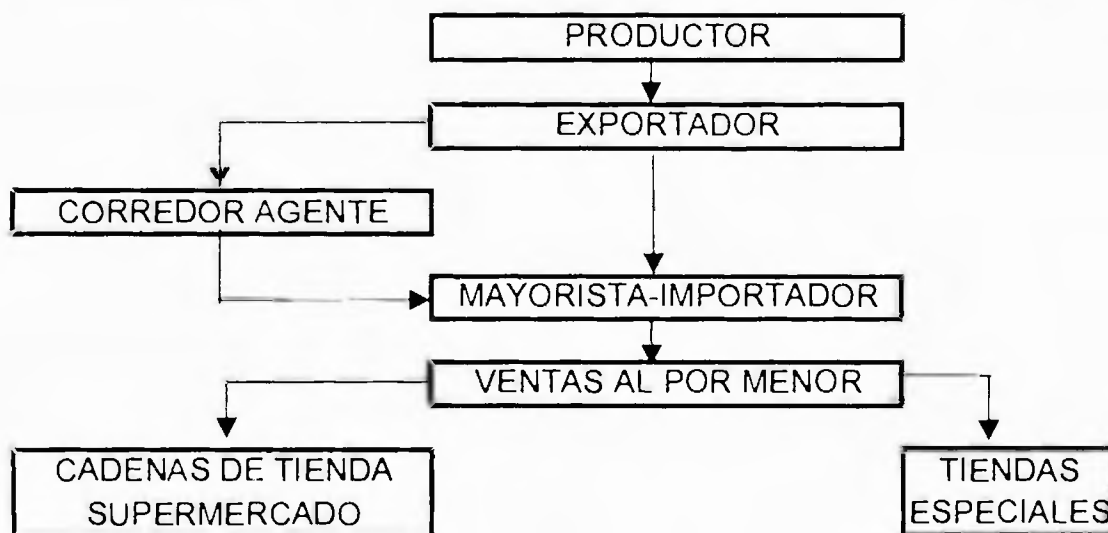 PRODUCTOR
EXPORTADOR
CORREDOR AGENTE
MAYORISTA-IMPORTADOR
VENTAS AL POR MENOR
CADENAS DE TIENDA
SUPERMERCADO
TIENDAS
ESPECIALES